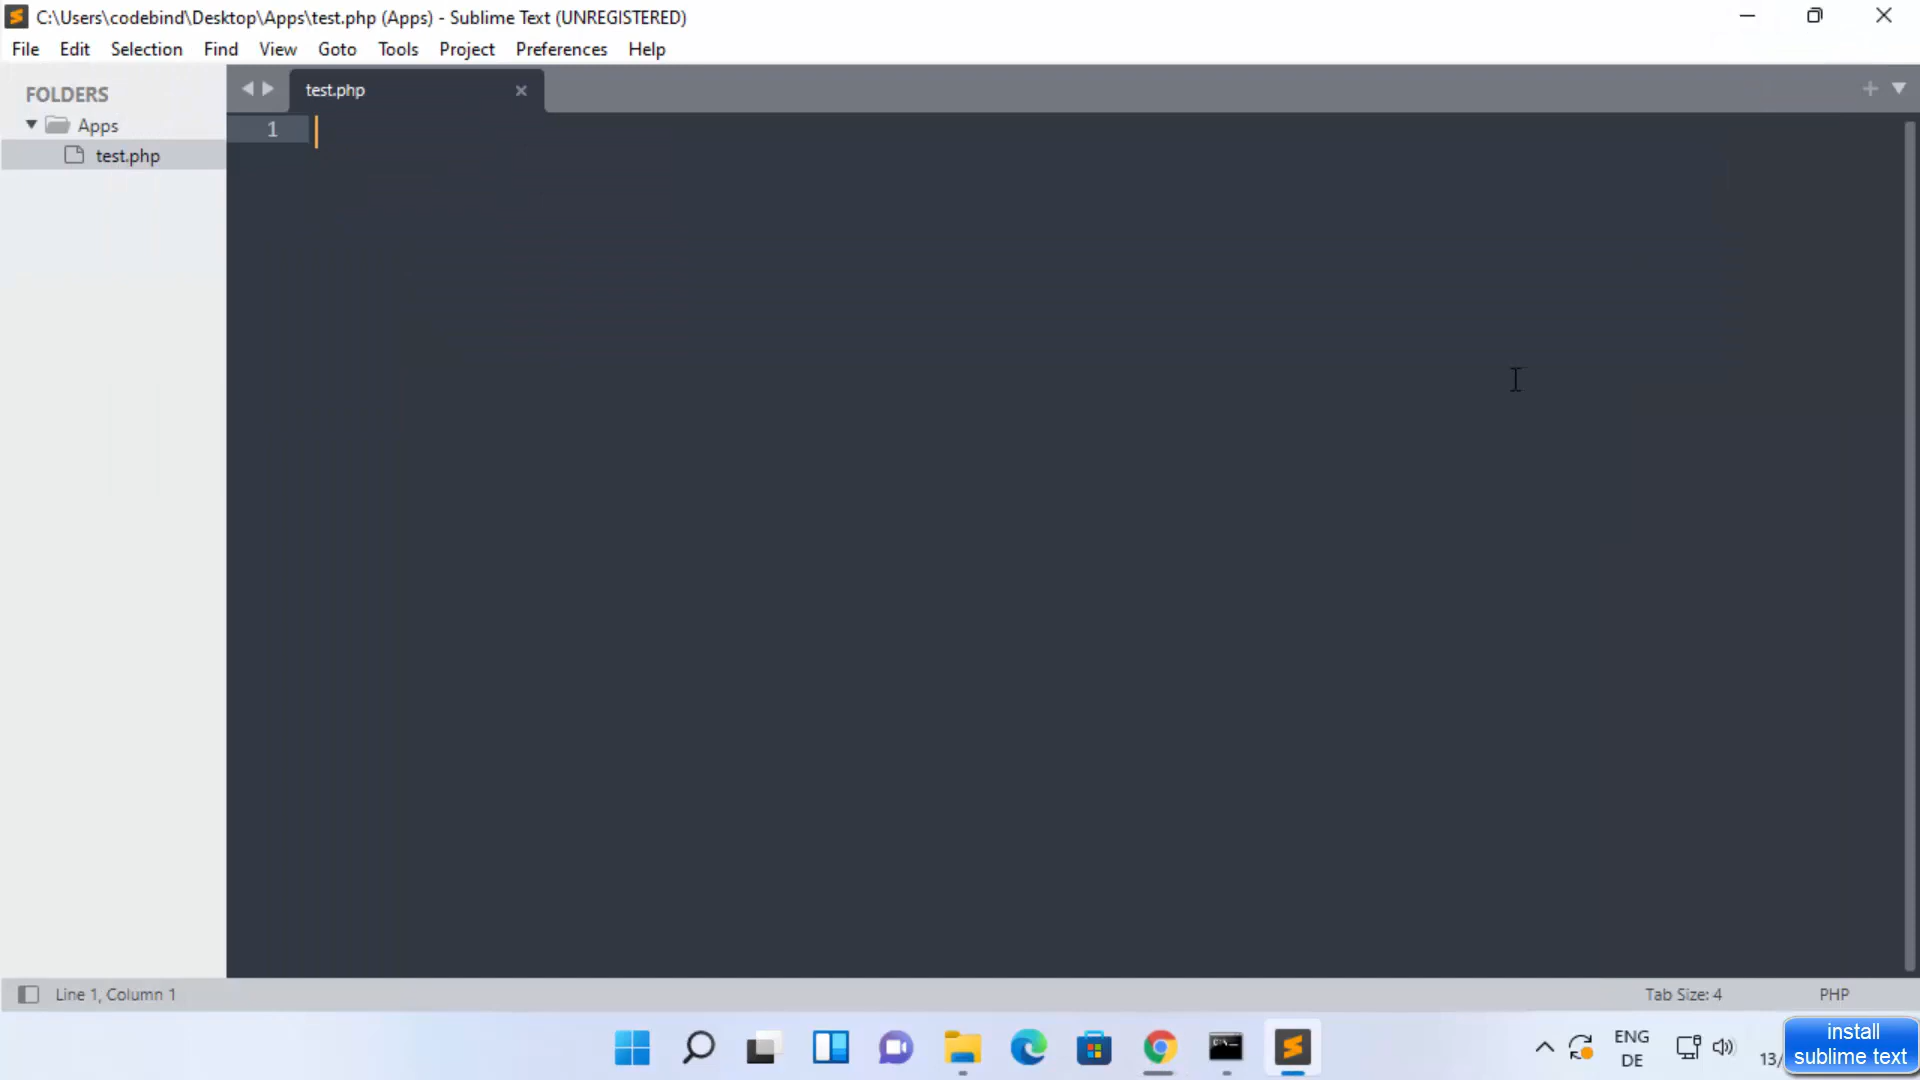 C:\Users\codebind\Desktop\Apps\test.php (Apps) - Sublime Text (UNREGISTERED)
File Edit Selection Find View Goto Tools Project Preferences Help
FOLDERS
Apps
test.php
test.php
1
Line 1, Column 1
Tab Size: 4
PHP
ENG
DE
13/
install
sublime text